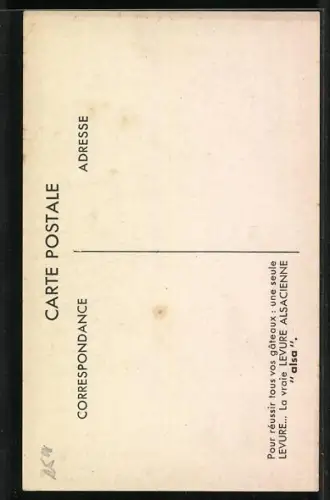 CARTE POSTALE
CORRESPONDANCE
ADRESSE
Pour réussir tous vos gâteaux : une seule
LEVURE... La vraie LEVURE ALSACIENNE
"alsa".